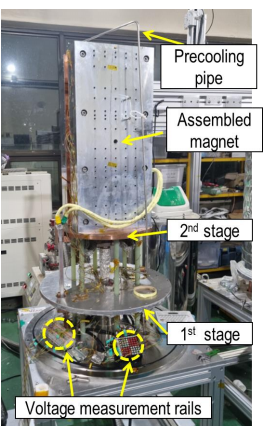 Precooling
pipe
Assembled
magnet
2nd stage
1st stage
Voltage measurement rails